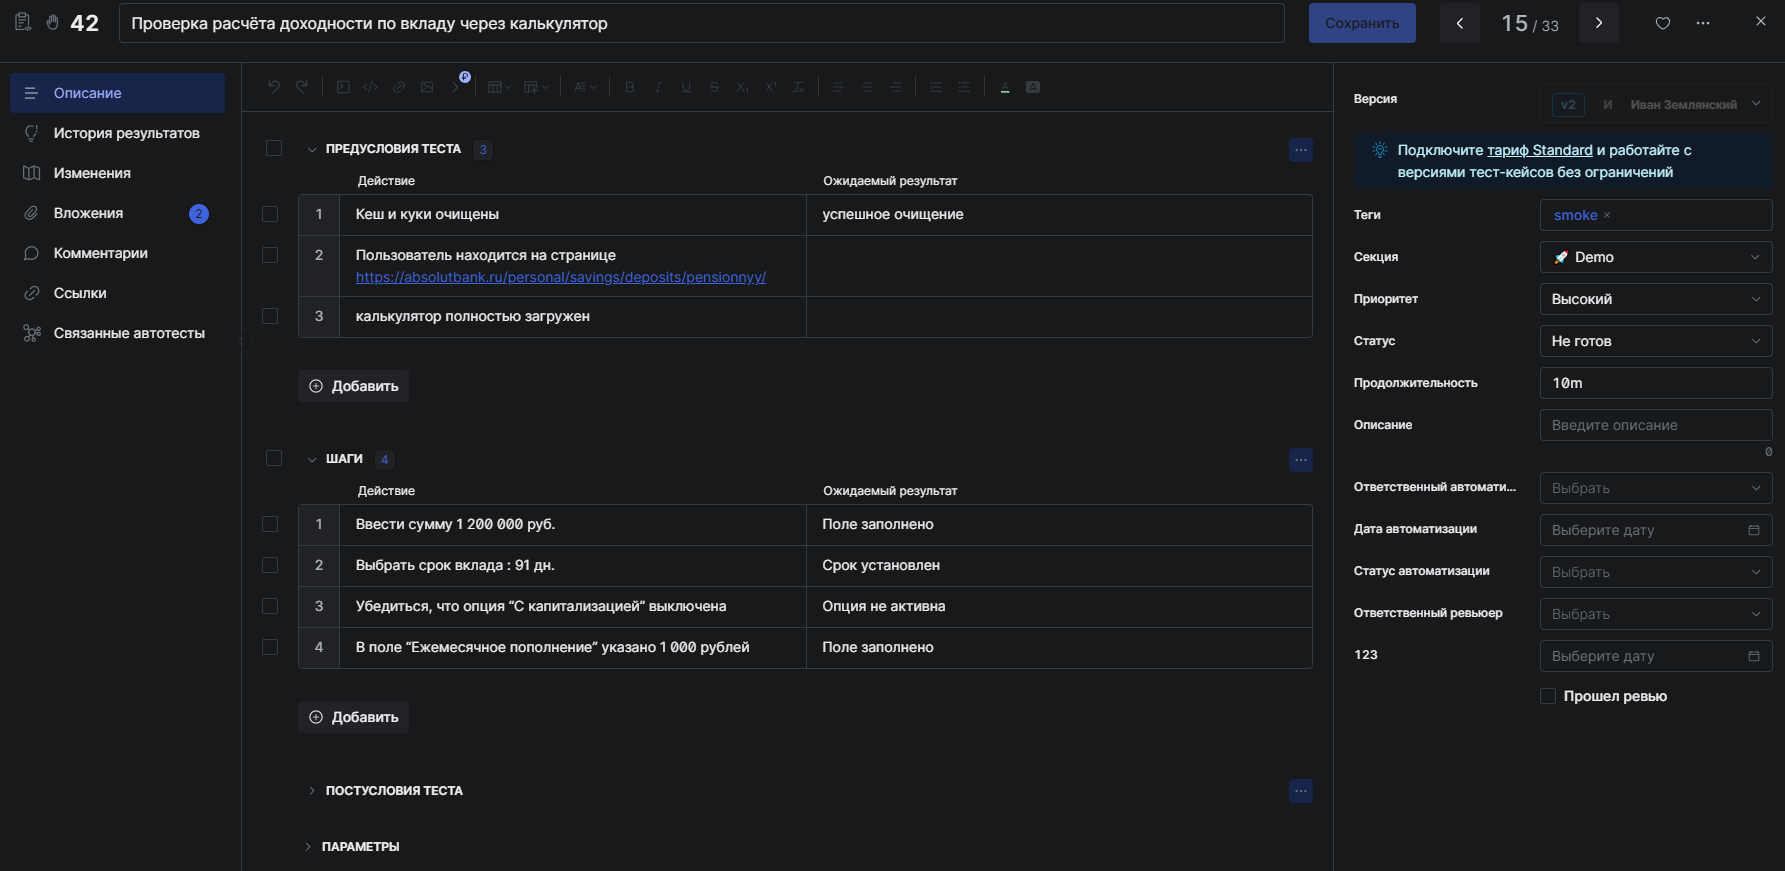 42
Проверка расчёта доходности по вкладу через калькулятор
Сохранить
15 / 33
Описание
История результатов
Изменения
Вложения 2
Комментарии
Ссылки
Связанные автотесты
ПРЕДУСЛОВИЯ ТЕСТА 3
Действие Ожидаемый результат
1 Кеш и куки очищены успешное очищение
2 Пользователь находится на странице
https://absolutbank.ru/personal/savings/deposits/pensionnyy/
3 калькулятор полностью загружен
Добавить
ШАГИ 4
Действие Ожидаемый результат
1 Ввести сумму 1 200 000 руб. Поле заполнено
2 Выбрать срок вклада : 91 дн. Срок установлен
3 Убедиться, что опция “С капитализацией” выключена Опция не активна
4 В поле “Ежемесячное пополнение” указано 1 000 рублей Поле заполнено
Добавить
ПОСТУСЛОВИЯ ТЕСТА
ПАРАМЕТРЫ
Версия v2 И Иван Землянский
Подключите тариф Standard и работайте с
версиями тест-кейсов без ограничений
Теги smoke ×
Секция 🚀 Demo
Приоритет Высокий
Статус Не готов
Продолжительность 10m
Описание Введите описание
0
Ответственный автомати... Выбрать
Дата автоматизации Выберите дату
Статус автоматизации Выбрать
Ответственный ревьюер Выбрать
123 Выберите дату
Прошел ревью